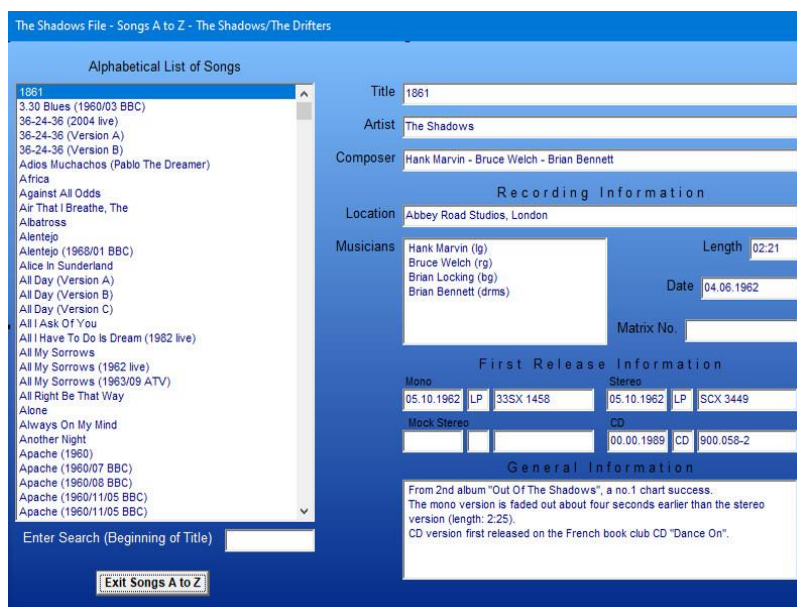 The Shadows File - Songs A to Z - The Shadows/The Drifters
Alphabetical List of Songs
1861
3.30 Blues (1960/03 BBC)
36-24-36 (2004 live)
36-24-36 (Version A)
36-24-36 (Version B)
Adios Muchachos (Pablo The Dreamer)
Africa
Against All Odds
Air That I Breathe, The
Albatross
Alentejo
Alentejo (1968/01 BBC)
Alice In Sunderland
All Day (Version A)
All Day (Version B)
All Day (Version C)
All I Ask Of You
All I Have To Do Is Dream (1982 live)
All My Sorrows
All My Sorrows (1962 live)
All My Sorrows (1963/09 ATV)
All Right Be That Way
Alone
Always On My Mind
Another Night
Apache (1960)
Apache (1960/07 BBC)
Apache (1960/08 BBC)
Apache (1960/11/05 BBC)
Apache (1960/11/05 BBC)
Enter Search (Beginning of Title)
Exit Songs A to Z
Title 1861
Artist The Shadows
Composer Hank Marvin - Bruce Welch - Brian Bennett
Recording Information
Location Abbey Road Studios, London
Musicians Hank Marvin (lg)
Bruce Welch (rg)
Brian Locking (bg)
Brian Bennett (drms)
Length 02:21
Date 04.06.1962
Matrix No.
First Release Information
Mono Stereo
05.10.1962 LP 33SX 1458 05.10.1962 LP SCX 3449
Mock Stereo CD
00.00.1989 CD 900.058-2
General Information
From 2nd album "Out Of The Shadows", a no.1 chart success.
The mono version is faded out about four seconds earlier than the stereo
version (length: 2:25).
CD version first released on the French book club CD "Dance On".